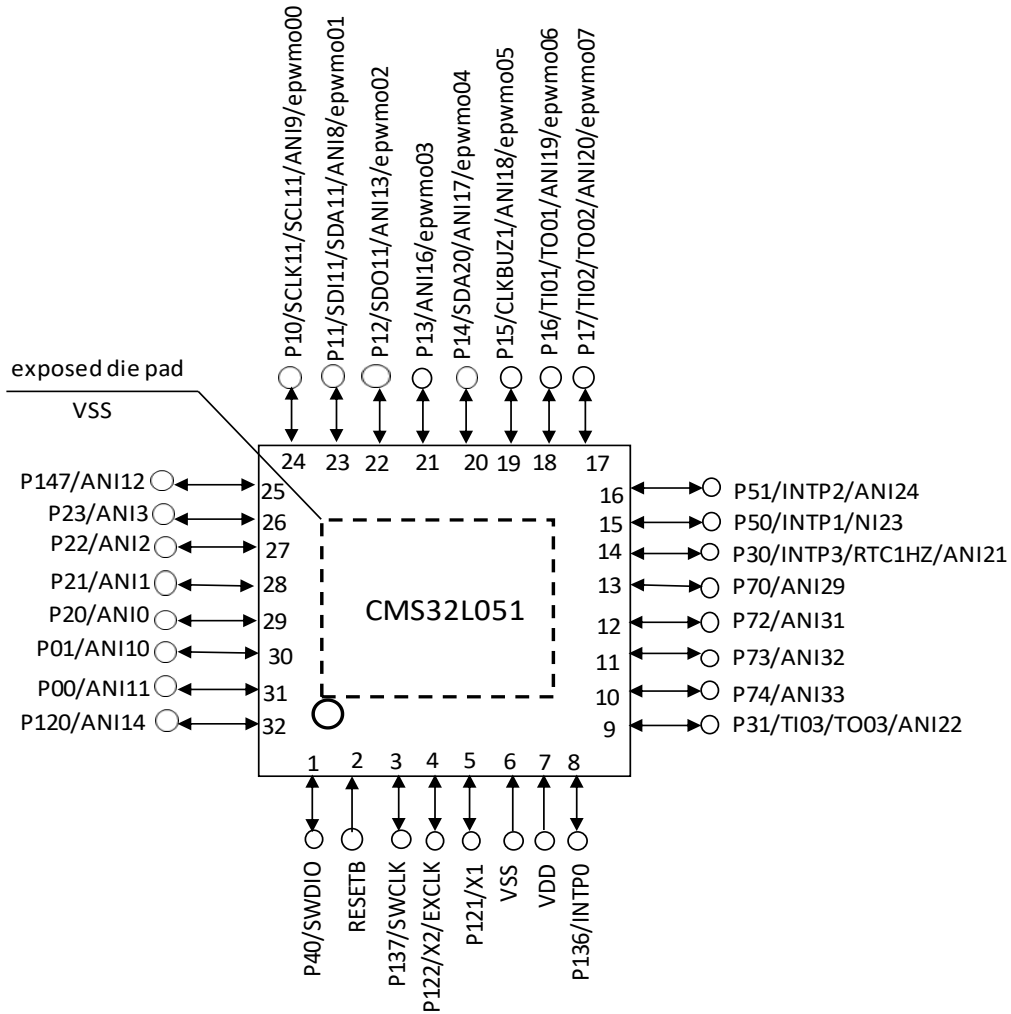 P10/SCLK11/SCL11/ANI9/epwmo00
P11/SDI11/SDA11/ANI8/epwmo01
P12/SDO11/ANI13/epwmo02
P13/ANI16/epwmo03
P14/SDA20/ANI17/epwmo04
P15/CLKBUZ1/ANI18/epwmo05
P16/TI01/TO01/ANI19/epwmo06
P17/TI02/TO02/ANI20/epwmo07
exposed die pad
VSS
24 23 22 21 20 19 18 17
P147/ANI12 25
P23/ANI3 26
P22/ANI2 27
P21/ANI1 28
P20/ANI0 29
P01/ANI10 30
P00/ANI11 31
P120/ANI14 32
CMS32L051
16 P51/INTP2/ANI24
15 P50/INTP1/NI23
14 P30/INTP3/RTC1HZ/ANI21
13 P70/ANI29
12 P72/ANI31
11 P73/ANI32
10 P74/ANI33
9 P31/TI03/TO03/ANI22
1 2 3 4 5 6 7 8
P40/SWDIO
RESETB
P137/SWCLK
P122/X2/EXCLK
P121/X1
VSS
VDD
P136/INTP0